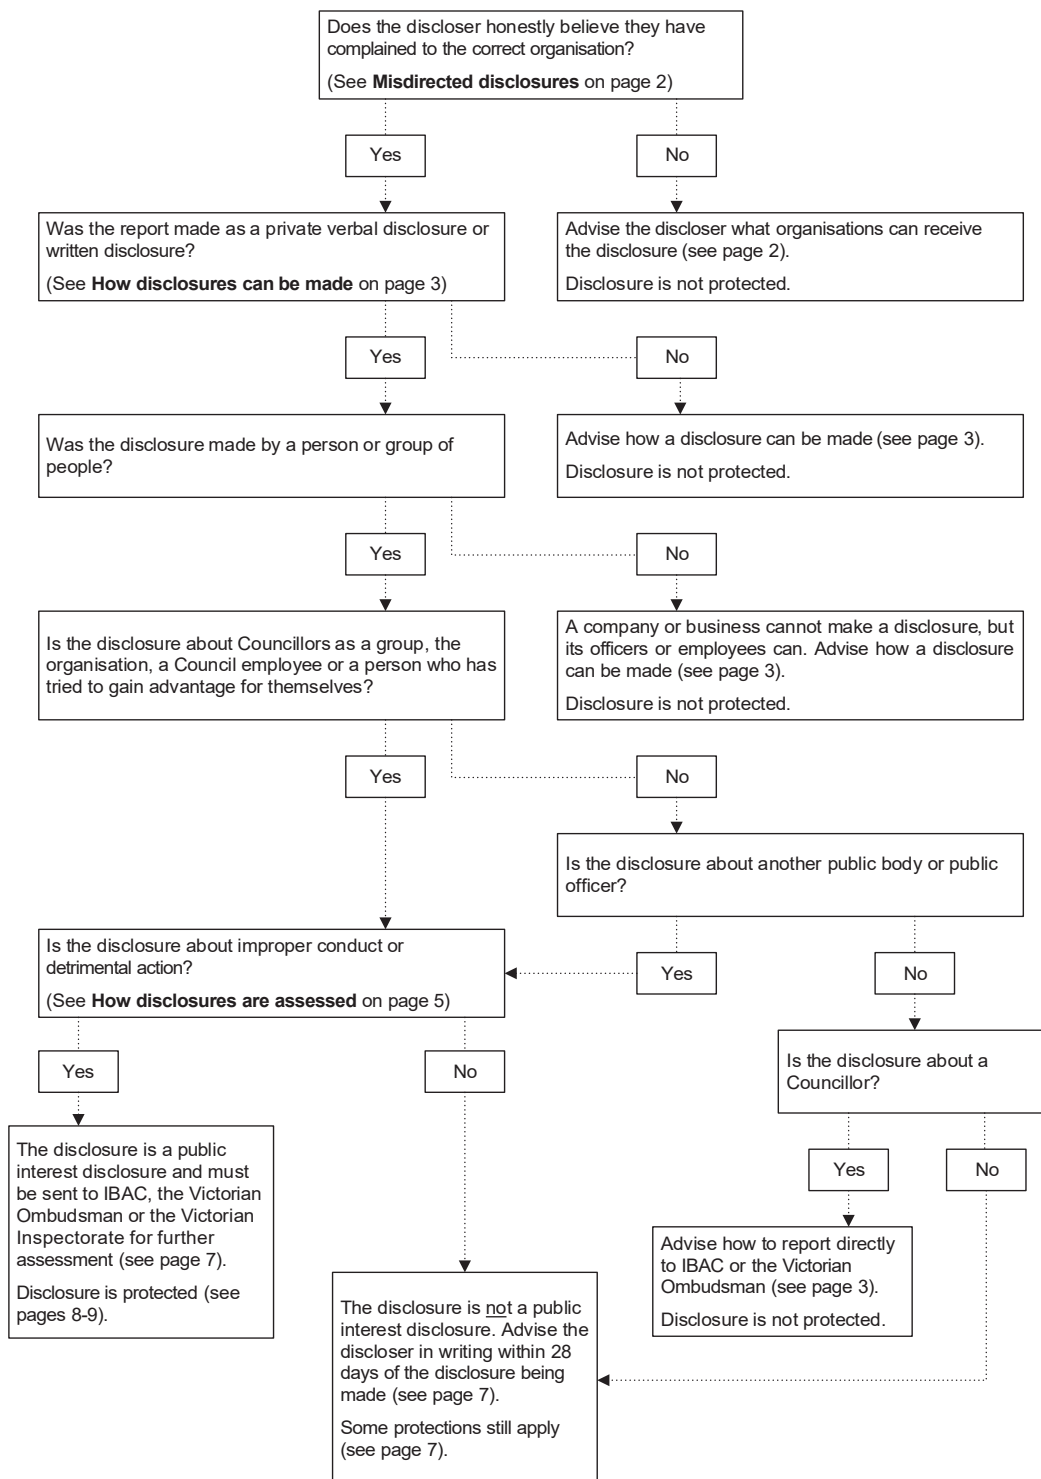 Does the discloser honestly believe they have
complained to the correct organisation?
(See Misdirected disclosures on page 2)
Yes
No
Was the report made as a private verbal disclosure or
written disclosure?
(See How disclosures can be made on page 3)
Advise the discloser what organisations can receive
the disclosure (see page 2).
Disclosure is not protected.
Yes
No
Was the disclosure made by a person or group of
people?
Advise how a disclosure can be made (see page 3).
Disclosure is not protected.
Yes
No
Is the disclosure about Councillors as a group, the
organisation, a Council employee or a person who has
tried to gain advantage for themselves?
A company or business cannot make a disclosure, but
its officers or employees can. Advise how a disclosure
can be made (see page 3).
Disclosure is not protected.
Yes
No
Is the disclosure about another public body or public
officer?
Is the disclosure about improper conduct or
detrimental action?
(See How disclosures are assessed on page 5)
Yes
No
Yes
No
Is the disclosure about a
Councillor?
The disclosure is a public
interest disclosure and must
be sent to IBAC, the Victorian
Ombudsman or the Victorian
Inspectorate for further
assessment (see page 7).
Disclosure is protected (see
pages 8-9).
Yes
No
Advise how to report directly
to IBAC or the Victorian
Ombudsman (see page 3).
Disclosure is not protected.
The disclosure is not a public
interest disclosure. Advise the
discloser in writing within 28
days of the disclosure being
made (see page 7).
Some protections still apply
(see page 7).